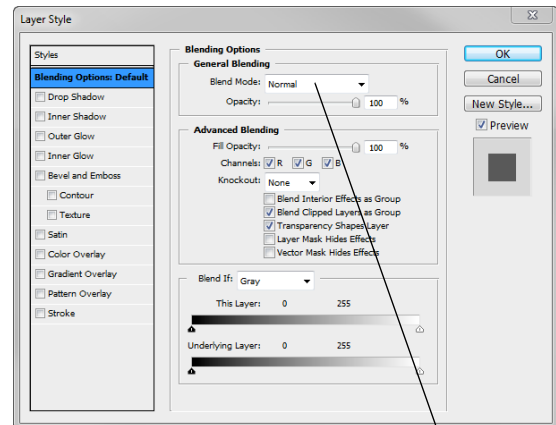 Layer Style
Styles
Blending Options: Default
Drop Shadow
Inner Shadow
Outer Glow
Inner Glow
Bevel and Emboss
Contour
Texture
Satin
Color Overlay
Gradient Overlay
Pattern Overlay
Stroke
Blending Options
General Blending
Blend Mode: Normal
Opacity: 100 %
Advanced Blending
Fill Opacity: 100 %
Channels: R G B
Knockout: None
Blend Interior Effects as Group
Blend Clipped Layers as Group
Transparency Shapes Layer
Layer Mask Hides Effects
Vector Mask Hides Effects
Blend If: Gray
This Layer: 0 255
Underlying Layer: 0 255
OK
Cancel
New Style...
Preview